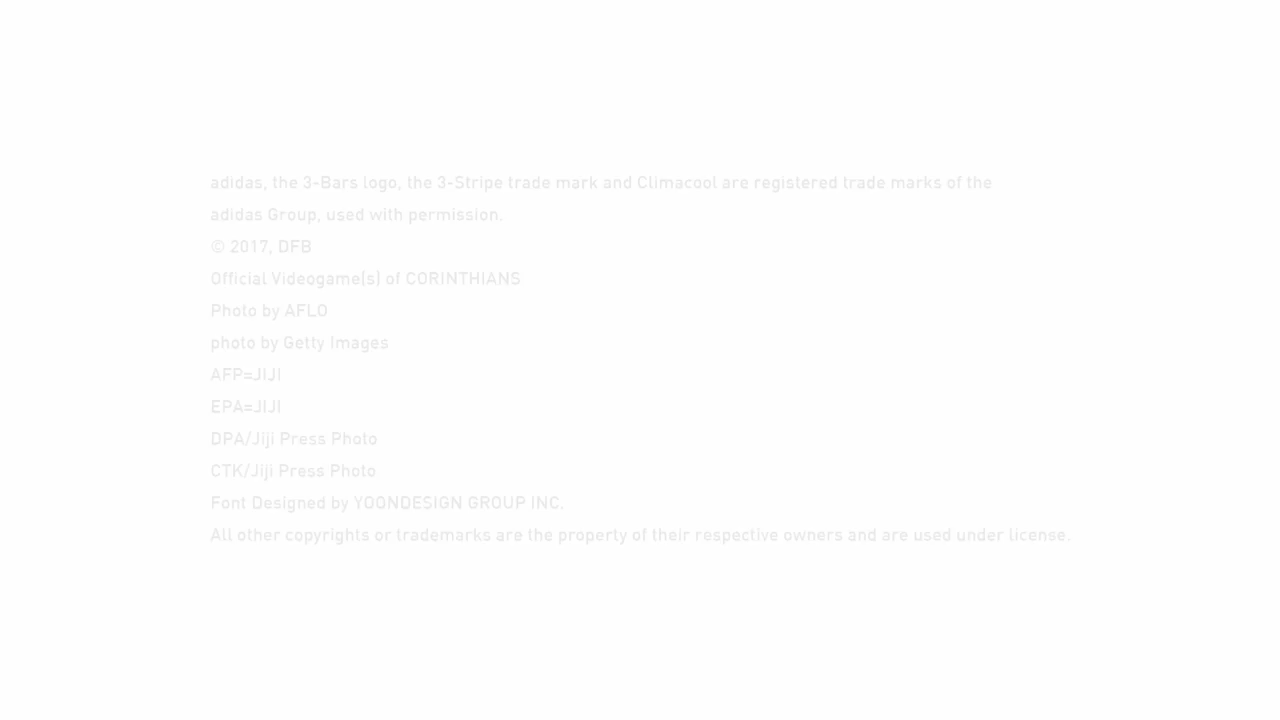 adidas, the 3-Bars logo, the 3-Stripe trade mark and Climacool are registered trade marks of the
adidas Group, used with permission.
© 2017, DFB
Official Videogame(s) of CORINTHIANS
Photo by AFLO
photo by Getty Images
AFP=JIJI
EPA=JIJI
DPA/Jiji Press Photo
CTK/Jiji Press Photo
Font Designed by YOONDESIGN GROUP INC.
All other copyrights or trademarks are the property of their respective owners and are used under license.